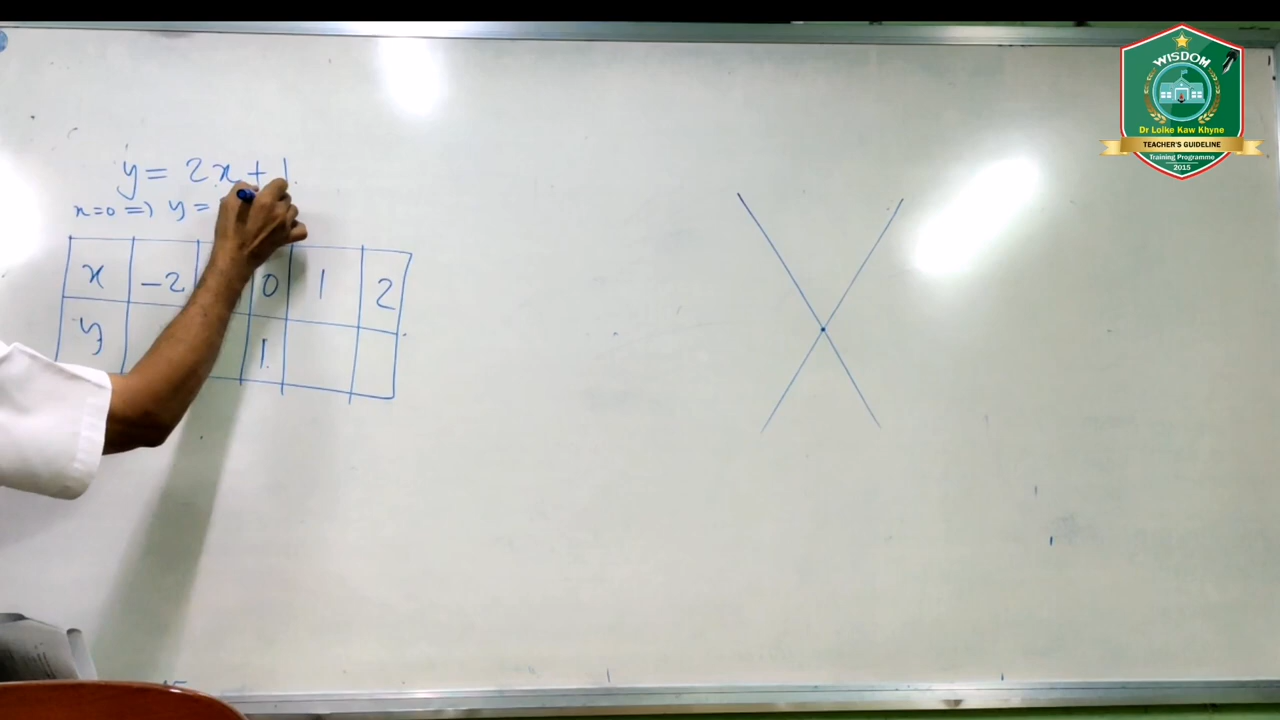 y = 2x + 1
x=0 => y =
x -2 0 1 2
y 1
WISDOM
Dr Loike Kaw Khyne
TEACHER'S GUIDELINE
Training Programme
2015